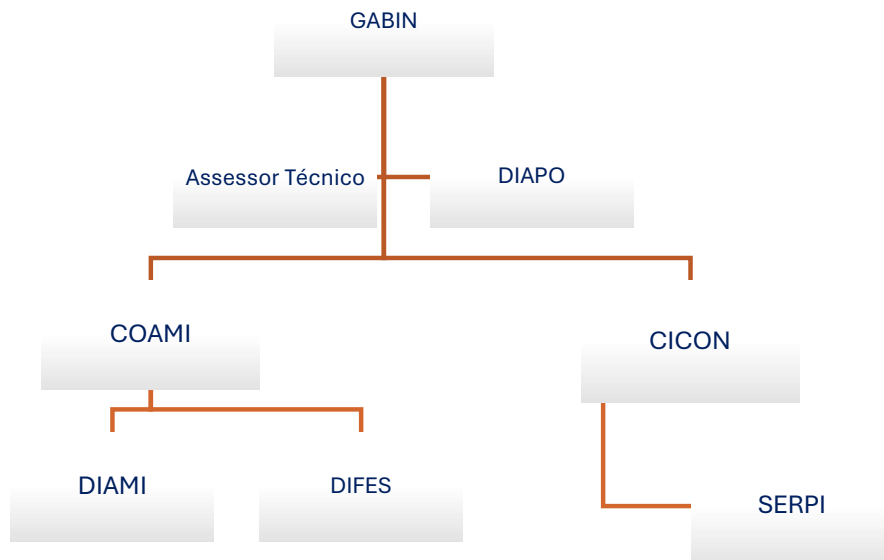 GABIN
Assessor Técnico
DIAPO
COAMI
CICON
DIAMI
DIFES
SERPI